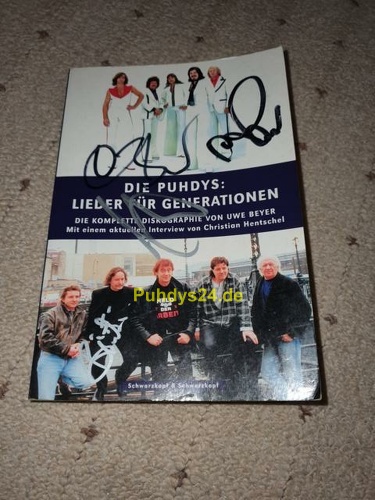 DIE PUHDYS:
LIEDER FÜR GENERATIONEN
DIE KOMPLETTE DISKOGRAPHIE VON UWE BEYER
Mit einem aktuellen Interview von Christian Hentschel
Puhdys24.de
Schwarzkopf & Schwarzkopf